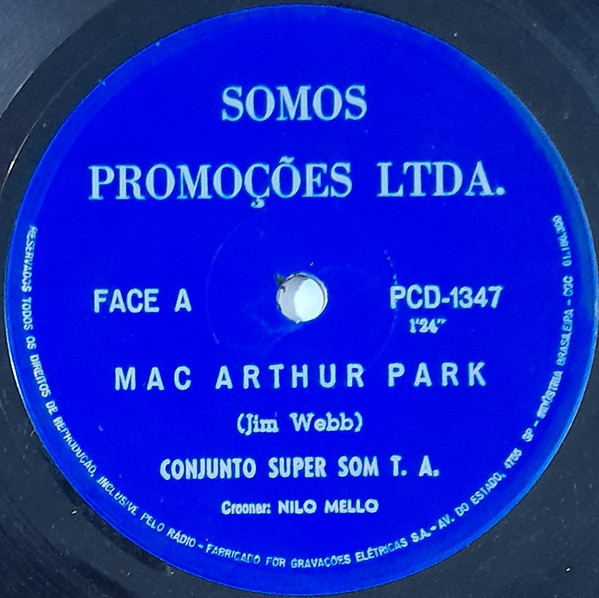 SOMOS
PROMOÇÕES LTDA.
FACE A
PCD-1347
1'24"
MAC ARTHUR PARK
(Jim Webb)
CONJUNTO SUPER SOM T. A.
Crooner: NILO MELLO
RESERVADOS TODOS OS DIREITOS DE REPRODUÇÃO, INCLUSIVE PELO RÁDIO - FABRICADO FOR GRAVAÇÕES ELÉTRICAS S.A. - AV. DO ESTADO, 4755 SP - INDÚSTRIA BRASILEIRA - CGC 61.186.300